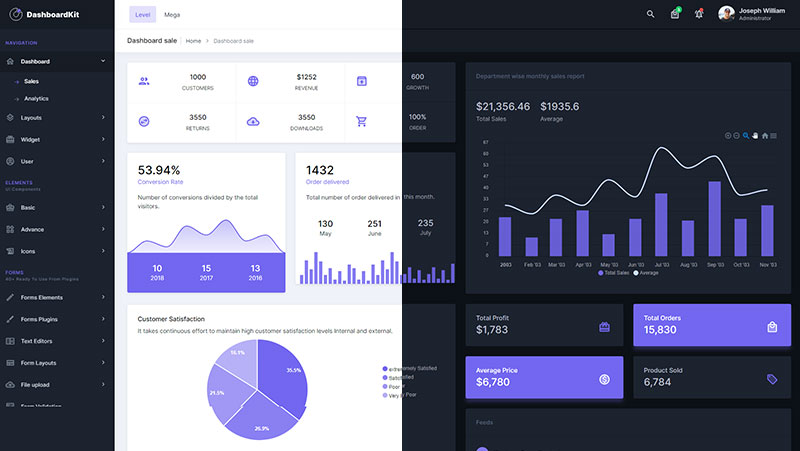 DashboardKit
Level
Mega
Joseph William
Administrator
Dashboard sale
Home > Dashboard sale
NAVIGATION
Dashboard
Sales
Analytics
Layouts
Widget
User
ELEMENTS
UI Components
Basic
Advance
Icons
FORMS
60+ Ready To Use From Plugins
Forms Elements
Forms Plugins
Text Editors
Form Layouts
File upload
Form Validation
1000
CUSTOMERS
$1252
REVENUE
600
GROWTH
3550
RETURNS
3550
DOWNLOADS
100%
ORDER
53.94%
Conversion Rate
Number of conversions divided by the total
visitors.
10
2018
15
2017
13
2016
1432
Order delivered
Total number of order delivered in this month.
130
May
251
June
235
July
Customer Satisfaction
It takes continuous effort to maintain high customer satisfaction levels Internal and external.
35.5%
26.9%
21.0%
16.1%
extremely Satisfied
Satisfied
Poor
Very Poor
Department wise monthly sales report
$21,356.46
Total Sales
$1935.6
Average
67
60
53
47
40
33
27
20
13
7
0
2003
Feb '03
Mar '03
Apr '03
May '03
Jun '03
Jul '03
Aug '03
Sep '03
Oct '03
Nov '03
Total Sales
Average
Total Profit
$1,783
Total Orders
15,830
Average Price
$6,780
Product Sold
6,784
Feeds